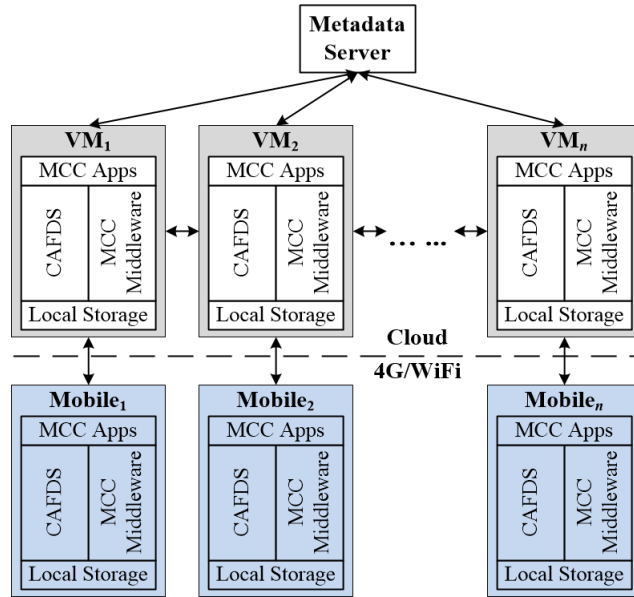 Metadata
Server
VM1
VM2
VMn
MCC Apps
MCC Apps
MCC Apps
CAFDS
MCC
Middleware
CAFDS
MCC
Middleware
... ...
CAFDS
MCC
Middleware
Local Storage
Local Storage
Local Storage
Cloud
4G/WiFi
Mobile1
Mobile2
Mobilen
MCC Apps
MCC Apps
MCC Apps
CAFDS
MCC
Middleware
CAFDS
MCC
Middleware
CAFDS
MCC
Middleware
Local Storage
Local Storage
Local Storage